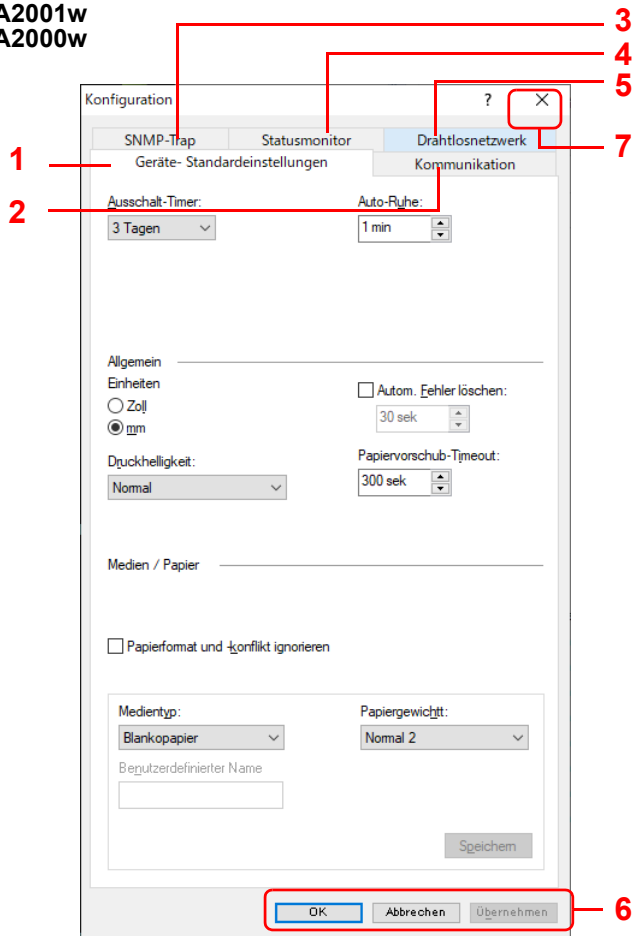 A2001w
A2000w
3
4
5
Konfiguration ?
7
SNMP-Trap Statusmonitor Drahtlosnetzwerk
1
Geräte- Standardeinstellungen Kommunikation
2
Ausschalt-Timer: Auto-Ruhe:
3 Tagen 1 min
Allgemein
Einheiten
Autom. Fehler löschen:
Zoll
30 sek
mm
Druckhelligkeit: Papiervorschub-Timeout:
Normal 300 sek
Medien / Papier
Papierformat und -konflikt ignorieren
Medientyp: Papiergewichtt:
Blankopapier Normal 2
Benutzerdefinierter Name
Speichern
OK Abbrechen Übernehmen
6